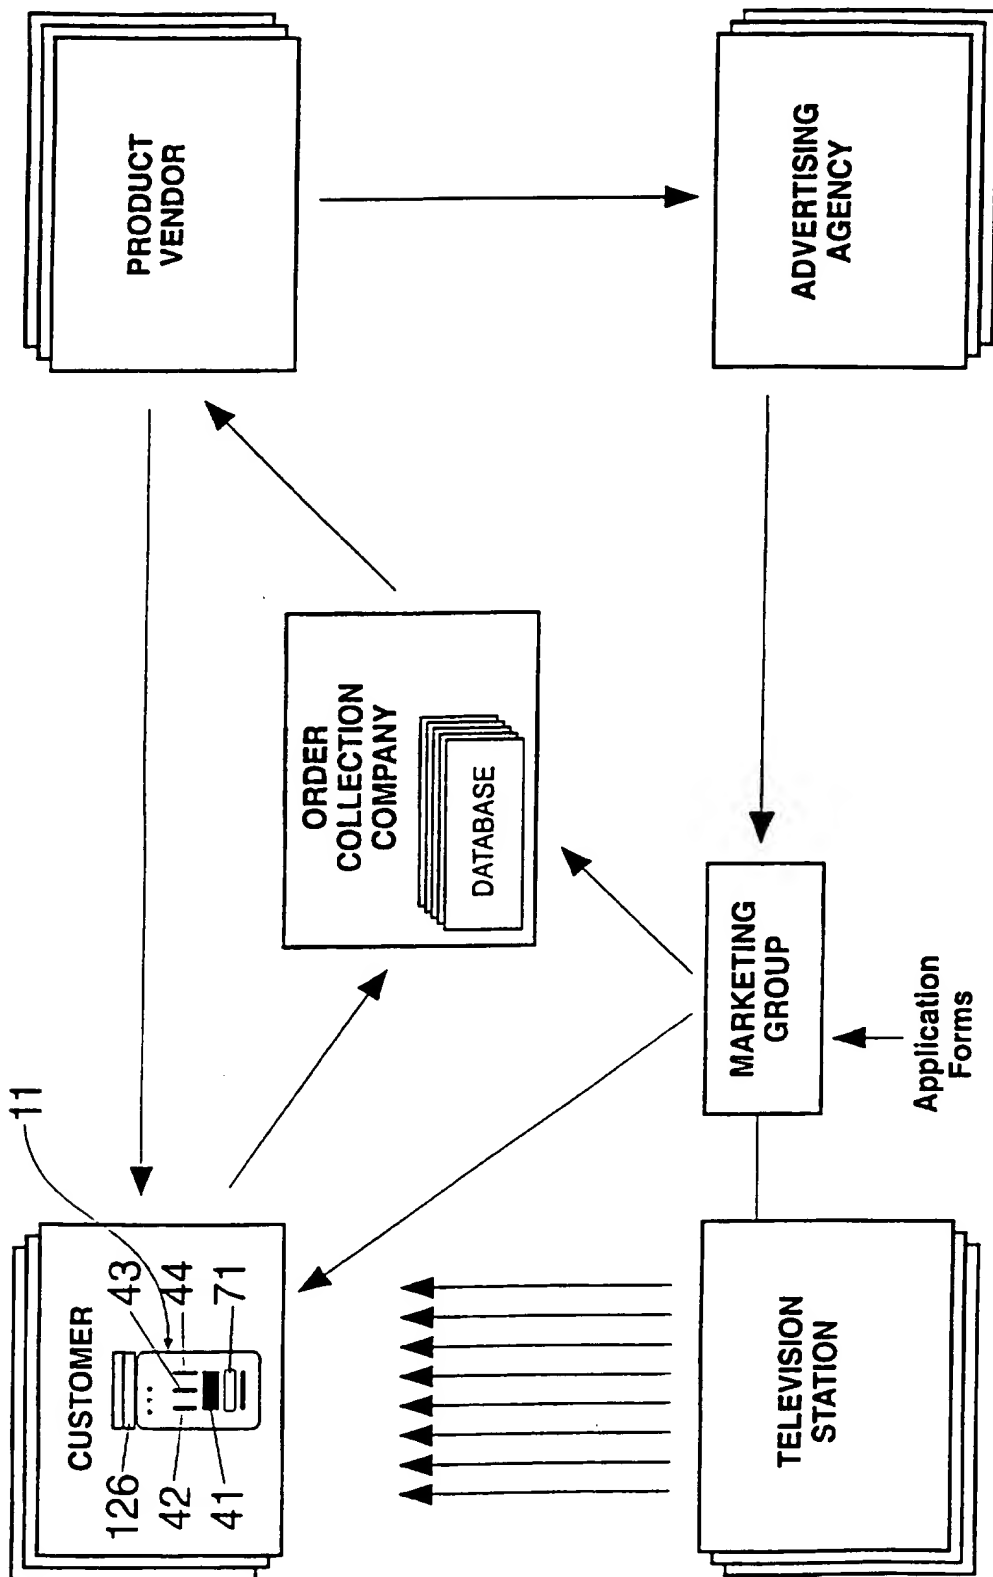 CUSTOMER
11
126
42
41
43
44
71
PRODUCT
VENDOR
ORDER
COLLECTION
COMPANY
DATABASE
TELEVISION
STATION
MARKETING
GROUP
Application
Forms
ADVERTISING
AGENCY